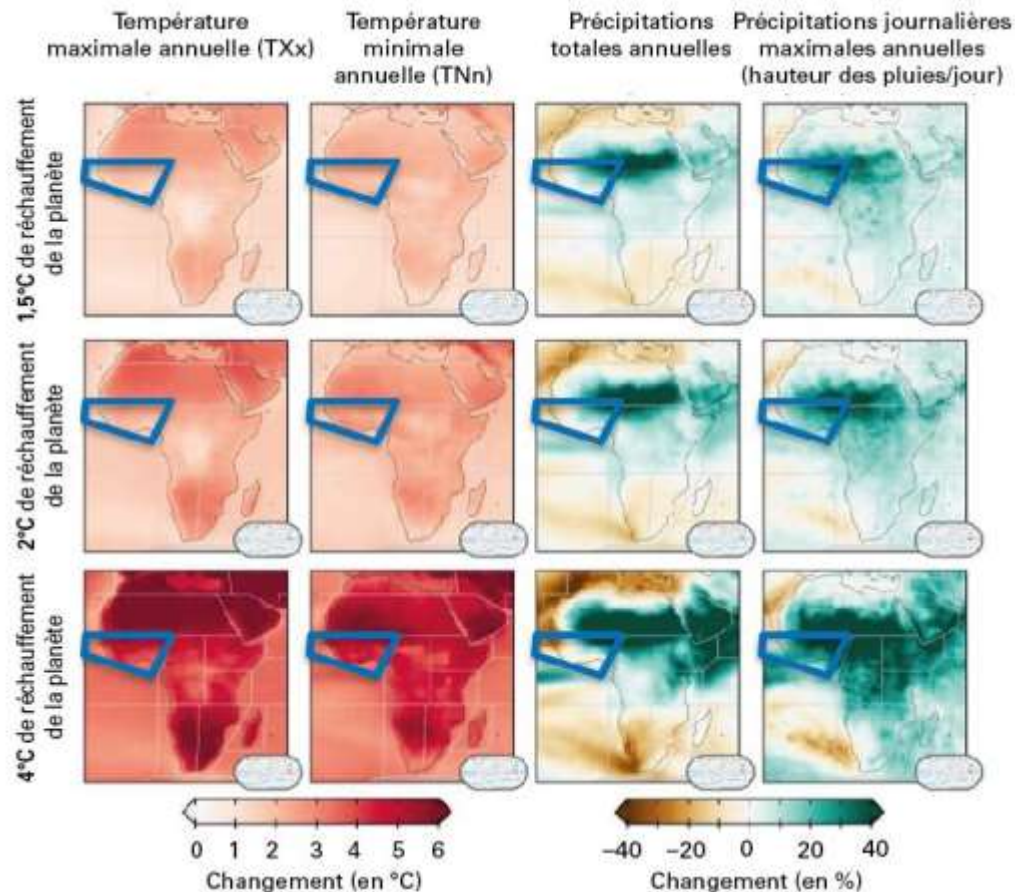 Température
maximale annuelle (TXx)
Température
minimale
annuelle (TNn)
Précipitations
totales annuelles
Précipitations journalières
maximales annuelles
(hauteur des pluies/jour)
1,5°C de réchauffement
de la planète
2°C de réchauffement
de la planète
4°C de réchauffement
de la planète
0 1 2 3 4 5 6
Changement (en °C)
–40 –20 0 20 40
Changement (en %)